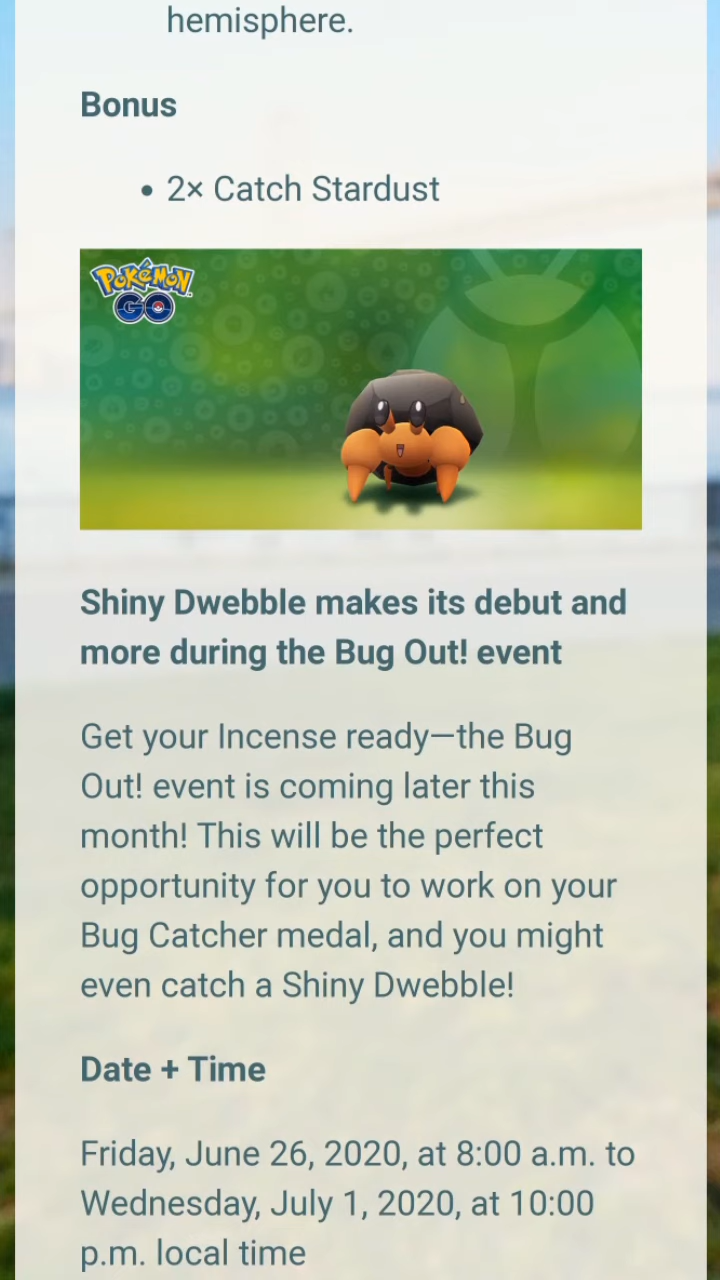 hemisphere.
Bonus
• 2× Catch Stardust
POKéMON
GO
Shiny Dwebble makes its debut and
more during the Bug Out! event
Get your Incense ready—the Bug
Out! event is coming later this
month! This will be the perfect
opportunity for you to work on your
Bug Catcher medal, and you might
even catch a Shiny Dwebble!
Date + Time
Friday, June 26, 2020, at 8:00 a.m. to
Wednesday, July 1, 2020, at 10:00
p.m. local time